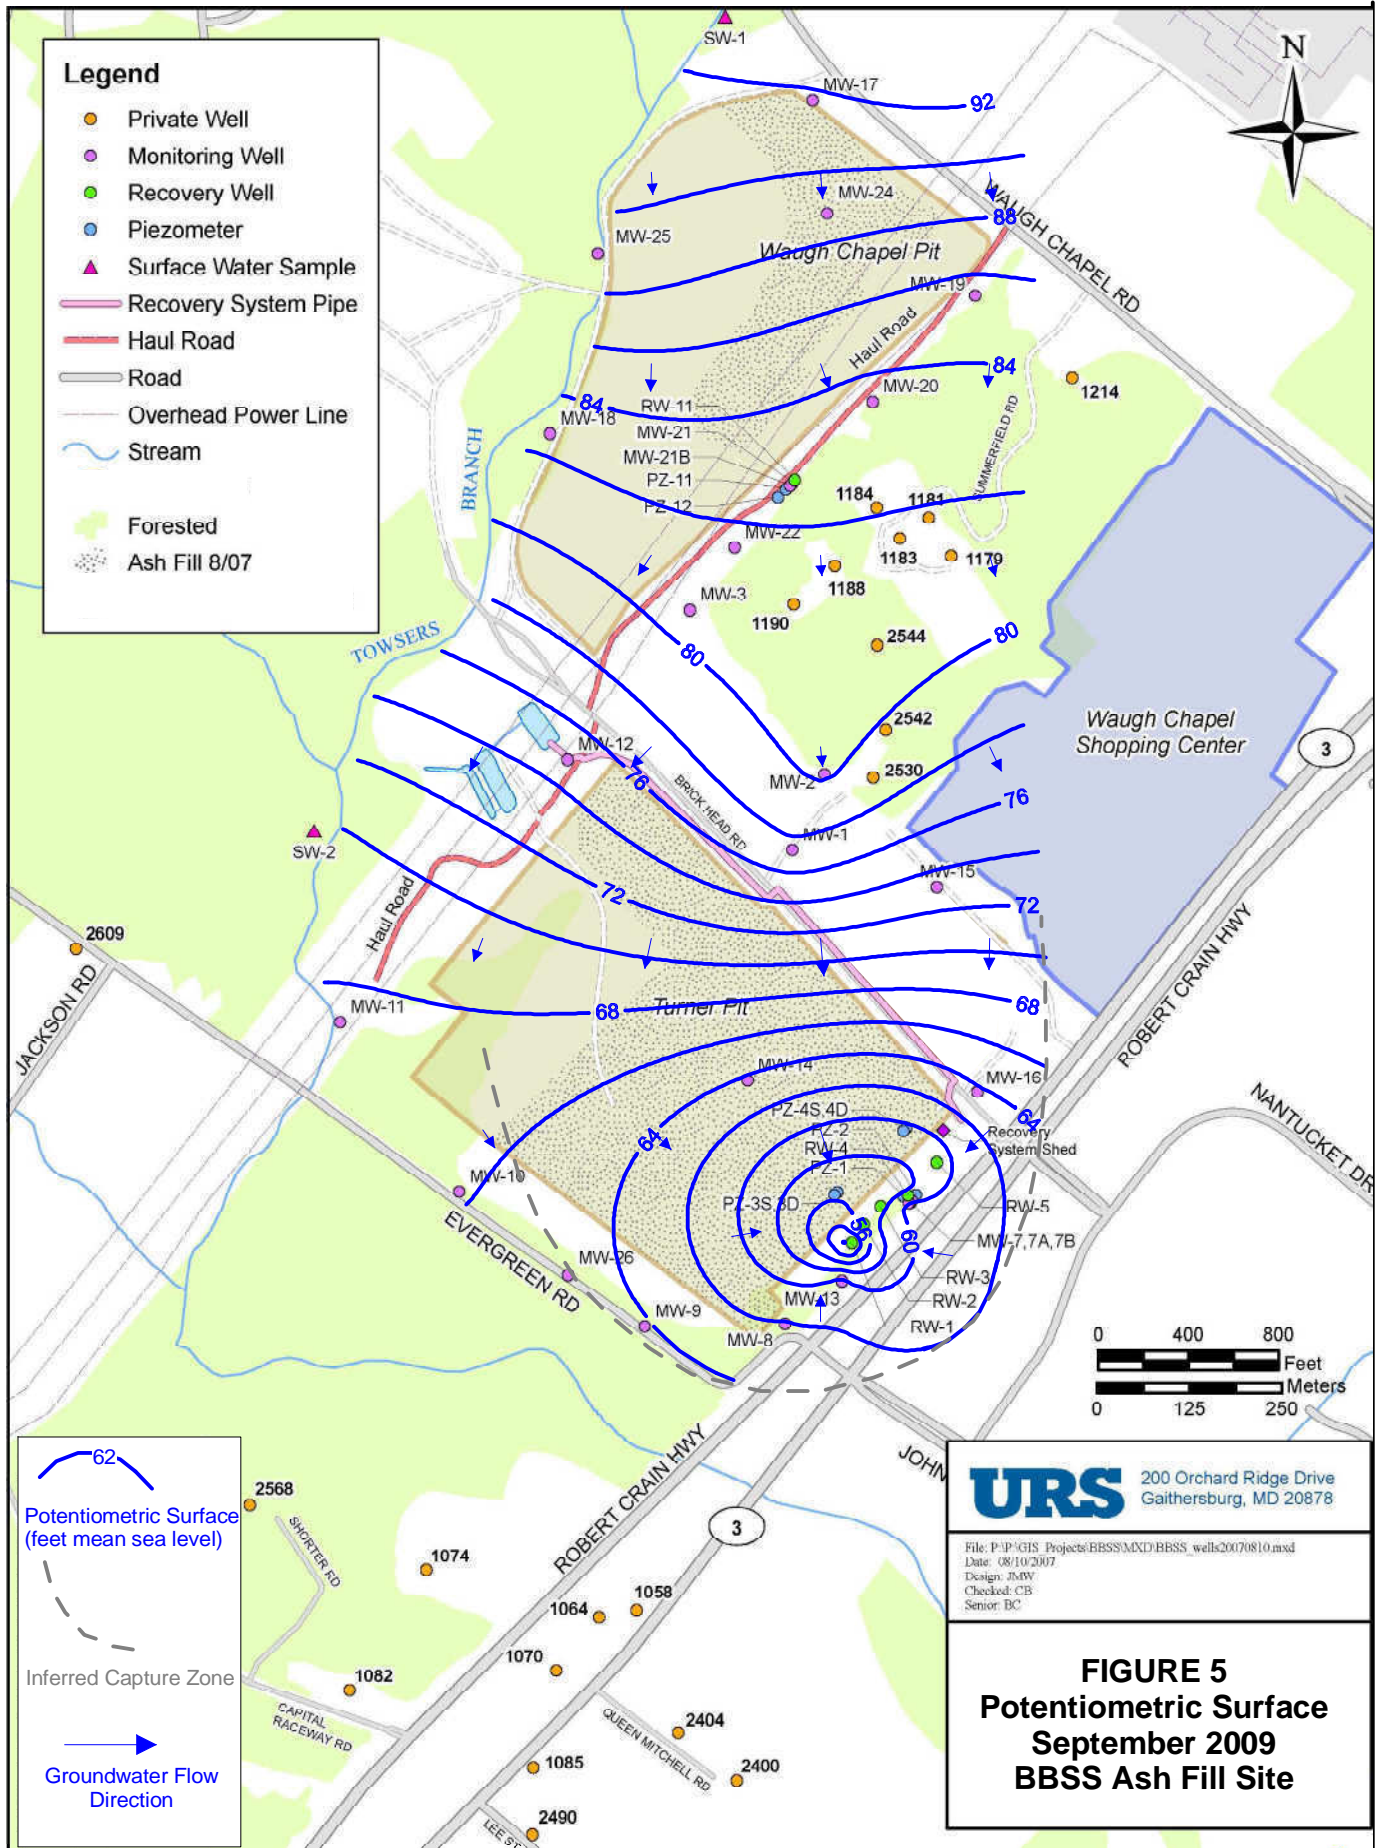 SW-1
Legend
Private Well
Monitoring Well
Recovery Well
Piezometer
Surface Water Sample
Recovery System Pipe
Haul Road
Road
Overhead Power Line
Stream
Forested
Ash Fill 8/07
N
MW-17
92
MW-24
WAUGH CHAPEL RD
88
MW-25
Waugh Chapel Pit
MW-19
Haul Road
84
MW-20
1214
84
RW-11
MW-18
MW-21
MW-21B
PZ-11
PZ-12
BRANCH
SUMMERFIELD RD
1184
1181
MW-22
1183
1179
1188
MW-3
1190
TOWSERS
80
80
2544
2542
Waugh Chapel
Shopping Center
3
MW-12
76
MW-2
2530
BRICK HEAD RD
76
MW-1
SW-2
MW-15
72
72
Haul Road
2609
JACKSON RD
MW-11
68
Turner Pit
68
ROBERT CRAIN HWY
MW-14
MW-16
NANTUCKET DR
PZ-4S,4D
64
64
PZ-2
Recovery
System Shed
RW-4
PZ-1
MW-10
PZ-3S,3D
RW-5
58
60
MW-7,7A,7B
EVERGREEN RD
MW-26
RW-3
MW-13
RW-2
MW-9
MW-8
RW-1
0 400 800
Feet
Meters
0 125 250
62
Potentiometric Surface
(feet mean sea level)
Inferred Capture Zone
Groundwater Flow
Direction
2568
SHORTER RD
1074
ROBERT CRAIN HWY
3
JOHN
1058
1064
1070
1082
CAPITAL
RACEWAY RD
QUEEN MITCHELL RD
2404
1085
2400
2490
LEE ST
URS
200 Orchard Ridge Drive
Gaithersburg, MD 20878
File: P:\P\GIS_Projects\BBSS\MXD\BBSS_wells20070810.mxd
Date: 08/10/2007
Design: JMW
Checked: CB
Senior: BC
FIGURE 5
Potentiometric Surface
September 2009
BBSS Ash Fill Site